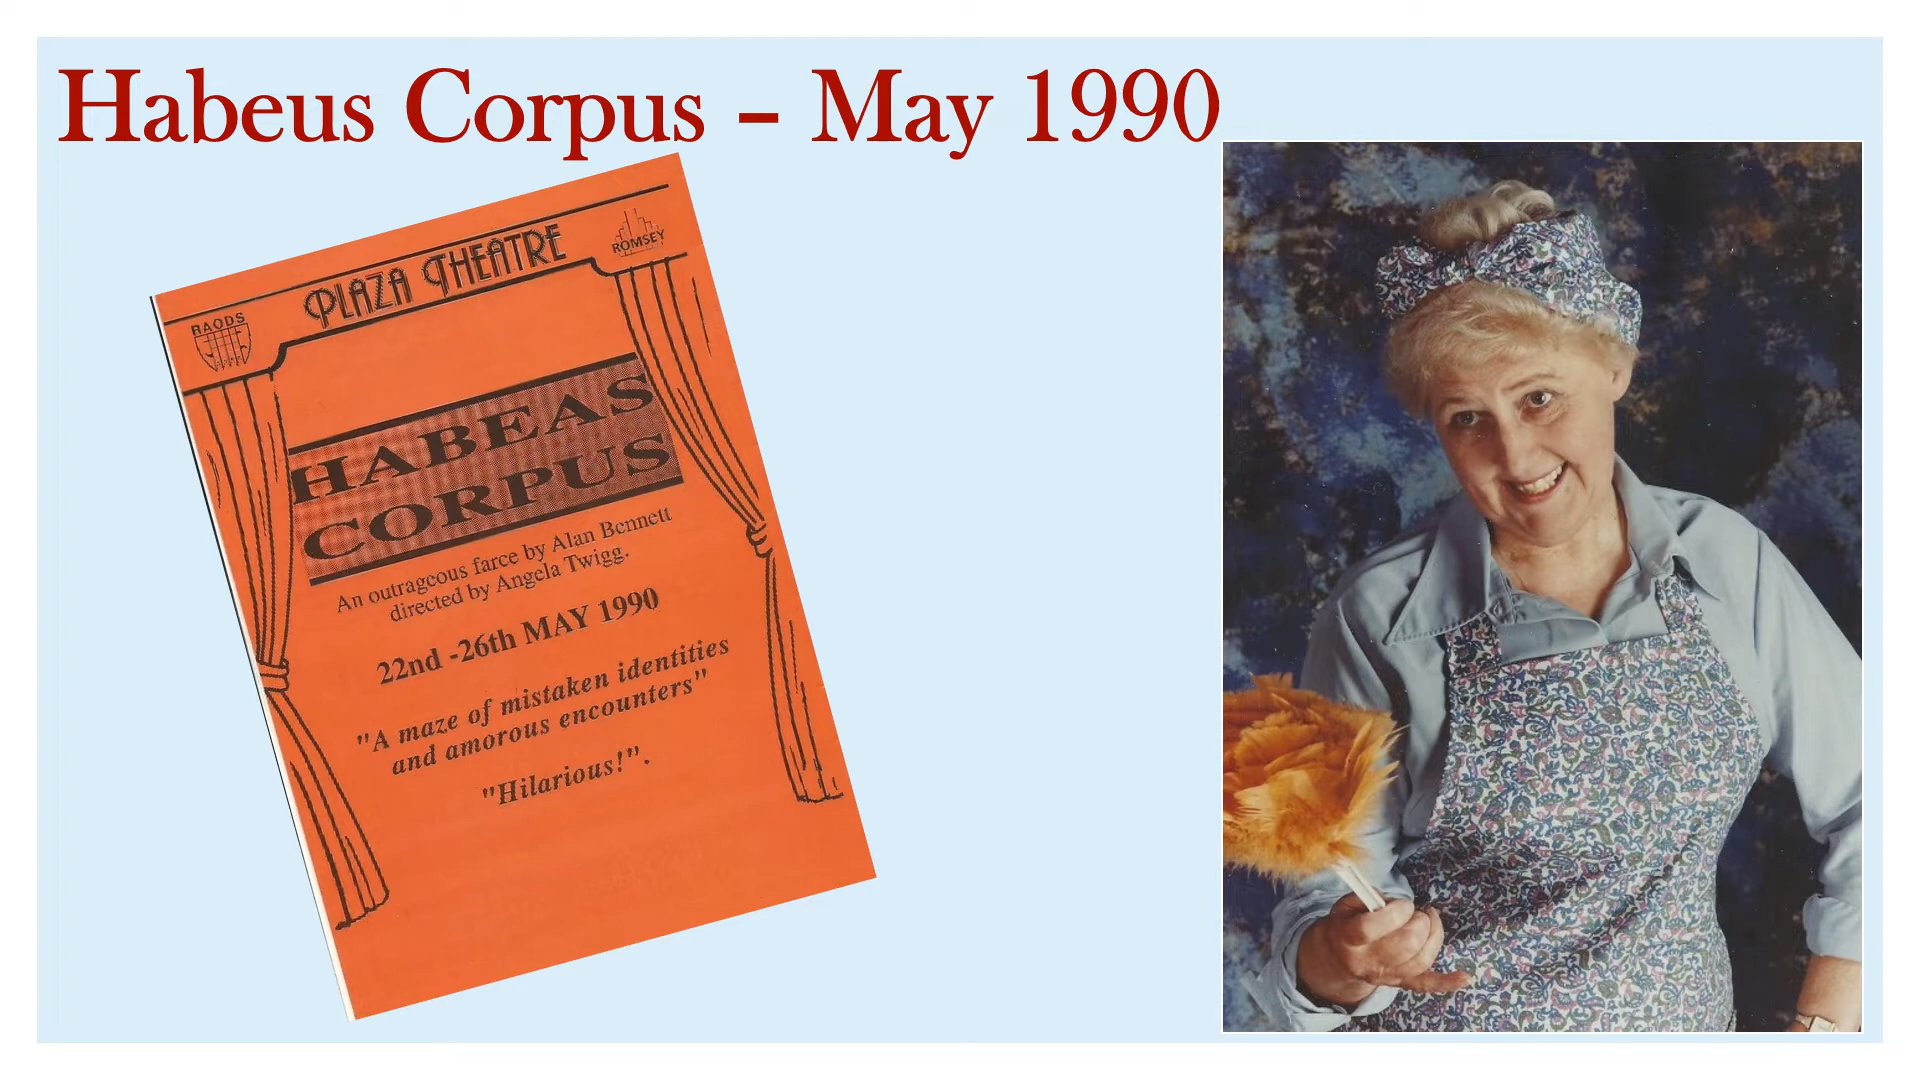 Habeus Corpus – May 1990
PLAZA THEATRE
ROMSEY
RAODS
HABEAS
CORPUS
An outrageous farce by Alan Bennett
directed by Angela Twigg.
22nd -26th MAY 1990
"A maze of mistaken identities
and amorous encounters"
"Hilarious!".